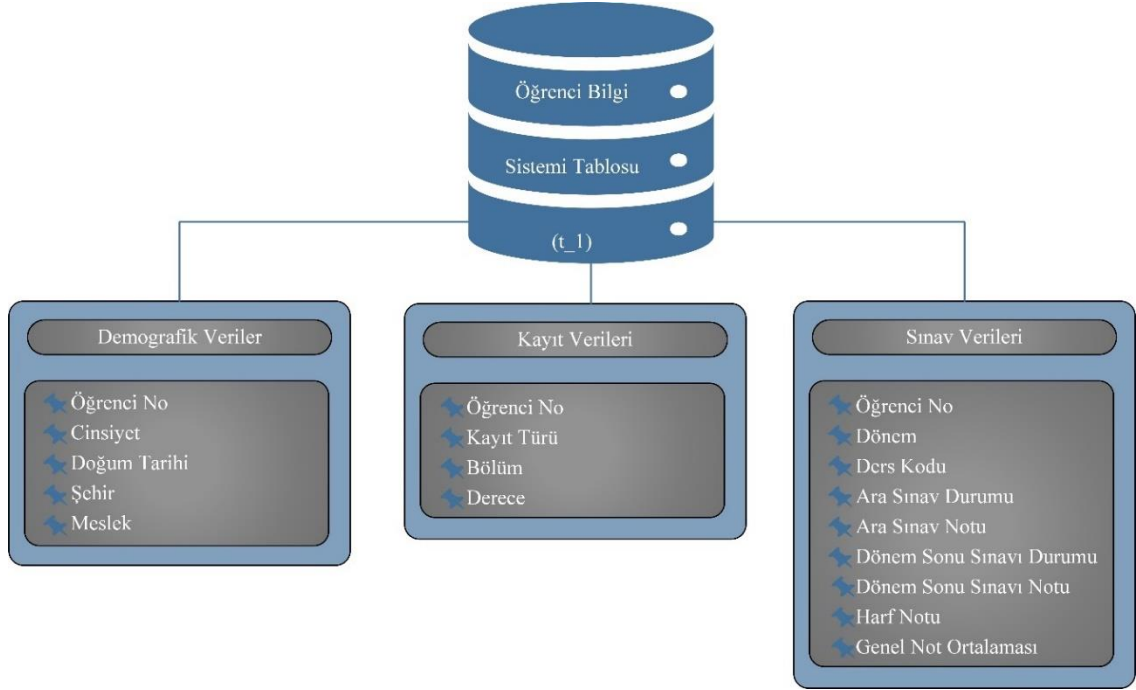 Öğrenci Bilgi
Sistemi Tablosu
(t_1)
Demografik Veriler
Öğrenci No
Cinsiyet
Doğum Tarihi
Şehir
Meslek
Kayıt Verileri
Öğrenci No
Kayıt Türü
Bölüm
Derece
Sınav Verileri
Öğrenci No
Dönem
Ders Kodu
Ara Sınav Durumu
Ara Sınav Notu
Dönem Sonu Sınavı Durumu
Dönem Sonu Sınavı Notu
Harf Notu
Genel Not Ortalaması